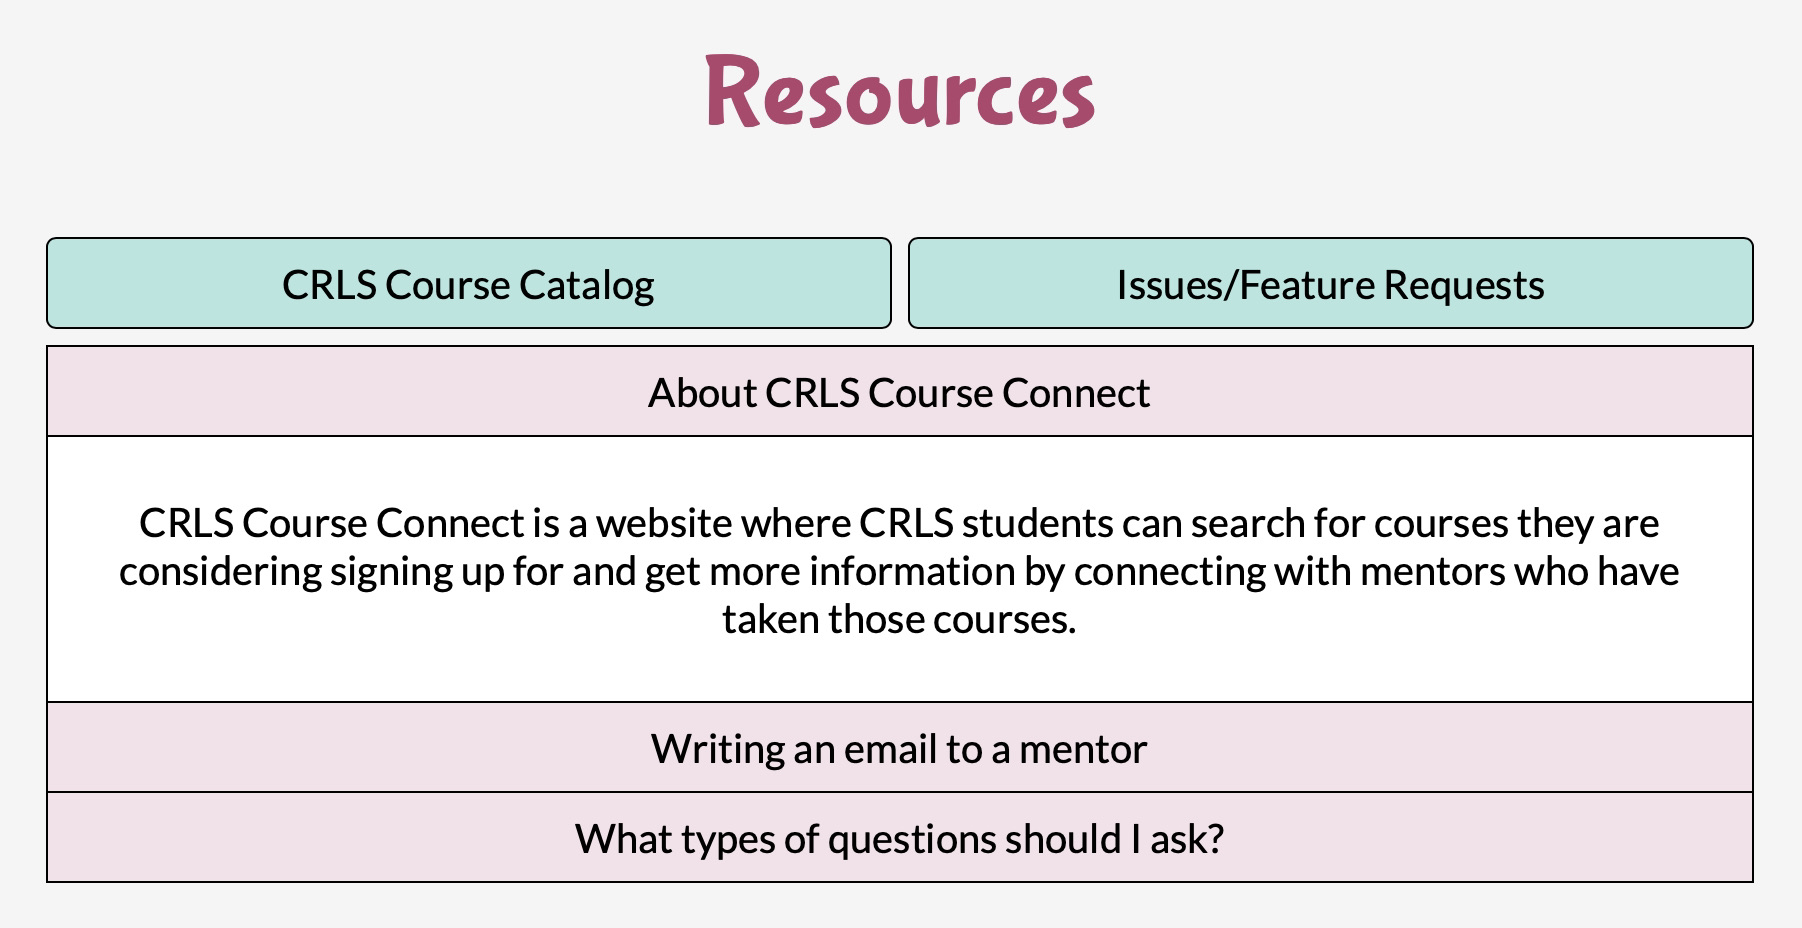 Resources
CRLS Course Catalog
Issues/Feature Requests
About CRLS Course Connect
CRLS Course Connect is a website where CRLS students can search for courses they are
considering signing up for and get more information by connecting with mentors who have
taken those courses.
Writing an email to a mentor
What types of questions should I ask?